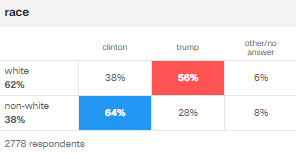 race
clinton trump other/no answer
white 62% 38% 56% 6%
non-white 38% 64% 28% 8%
2778 respondents